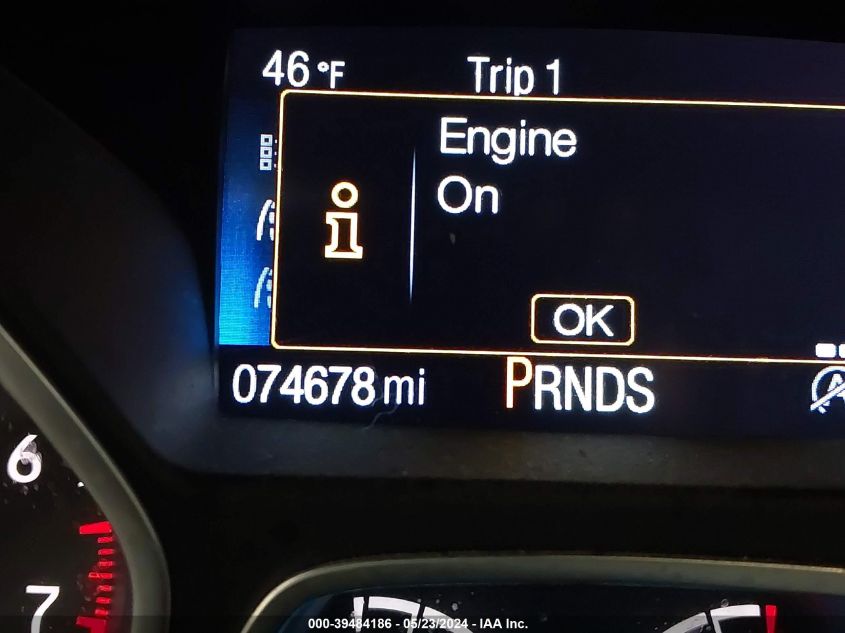 46 °F Trip 1
Engine
On
i
OK
074678 mi PRNDS
A
6
7
000-39484186 - 05/23/2024 - IAA Inc.